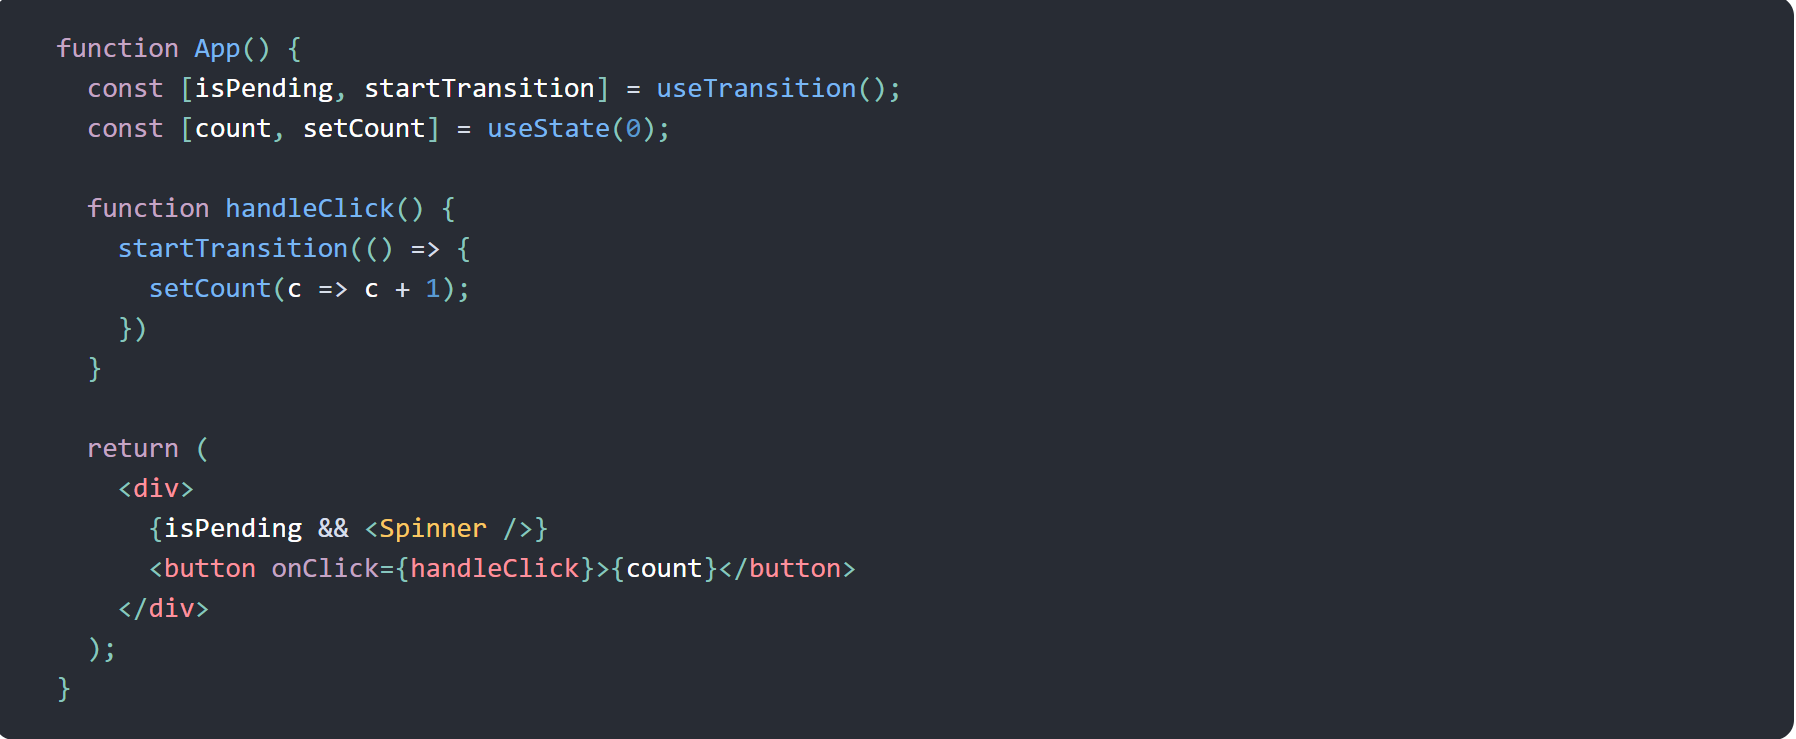 function App() {
  const [isPending, startTransition] = useTransition();
  const [count, setCount] = useState(0);

  function handleClick() {
    startTransition(() => {
      setCount(c => c + 1);
    })
  }

  return (
    <div>
      {isPending && <Spinner />}
      <button onClick={handleClick}>{count}</button>
    </div>
  );
}